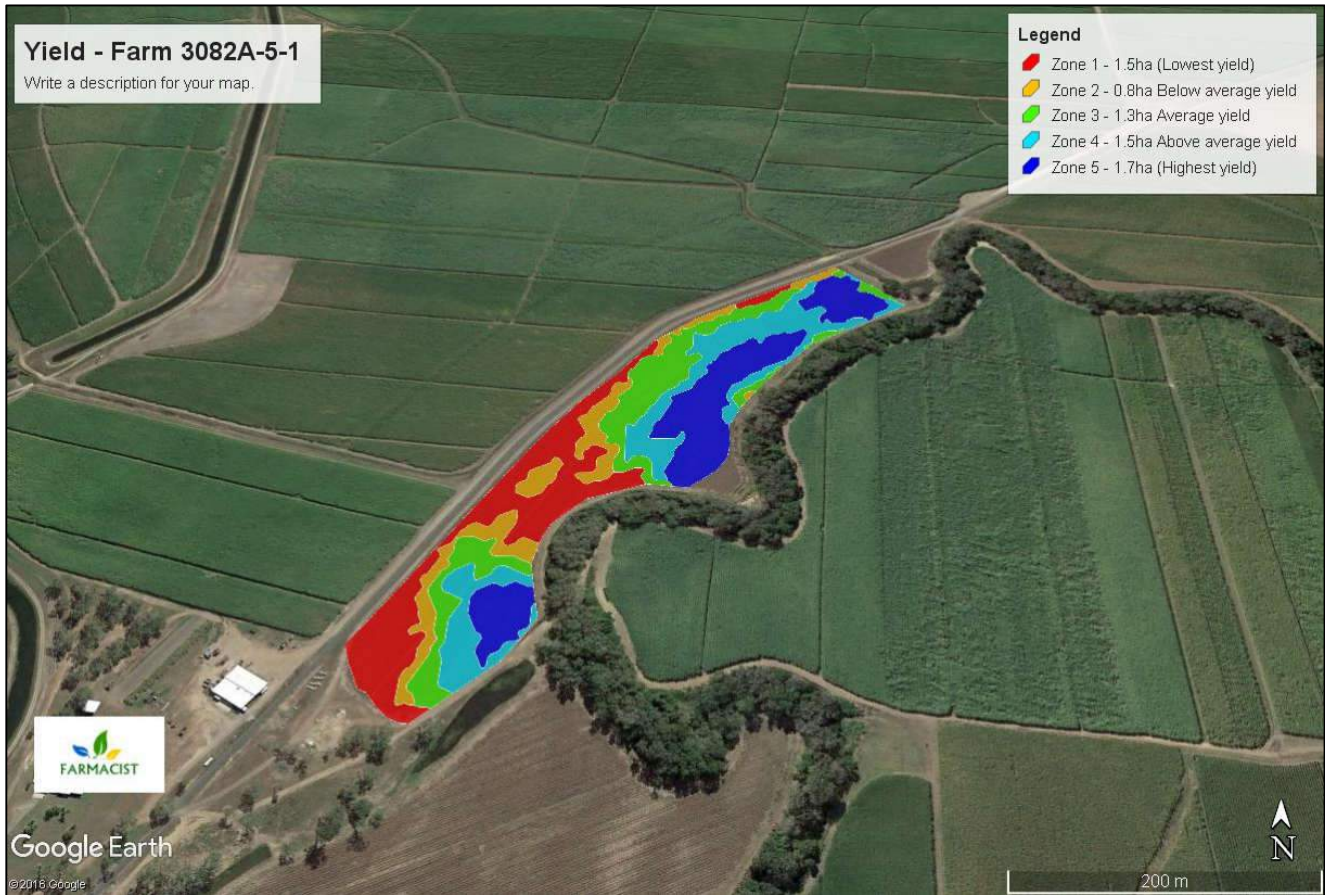 Yield - Farm 3082A-5-1
Write a description for your map.
Legend
Zone 1 - 1.5ha (Lowest yield)
Zone 2 - 0.8ha Below average yield
Zone 3 - 1.3ha Average yield
Zone 4 - 1.5ha Above average yield
Zone 5 - 1.7ha (Highest yield)
FARMACIST
Google Earth
©2016 Google
N
200 m